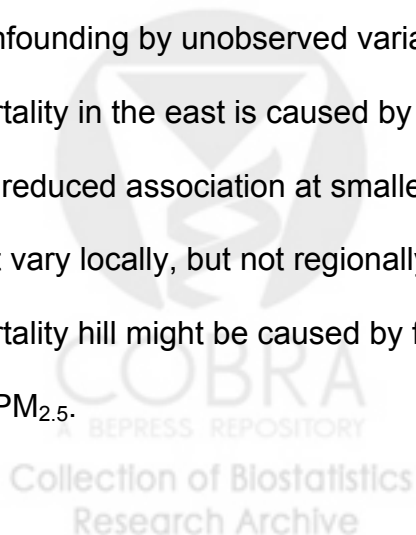 nfounding by unobserved varia
rtality in the east is caused by
reduced association at smalle
t vary locally, but not regionally
rtality hill might be caused by f
PM2.5.
COBRA
A BEPRESS REPOSITORY
Collection of Biostatistics
Research Archive